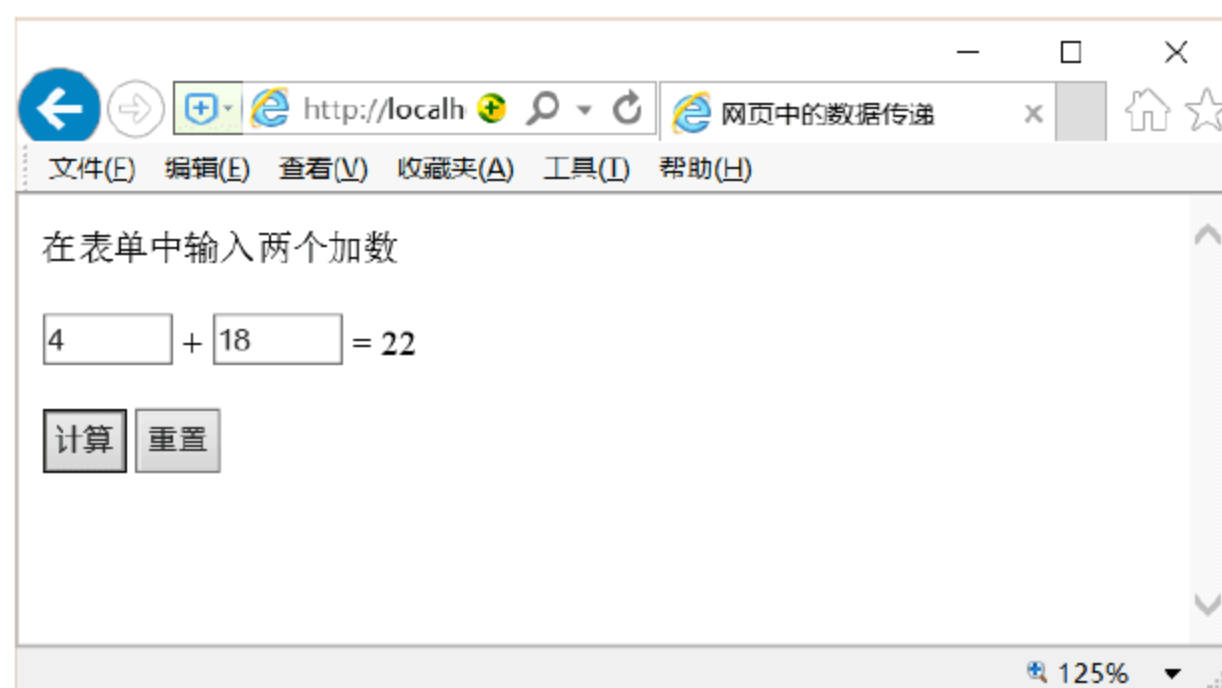 http://localh 网页中的数据传递
文件(F) 编辑(E) 查看(V) 收藏夹(A) 工具(T) 帮助(H)
在表单中输入两个加数
4 + 18 = 22
计算 重置
125%